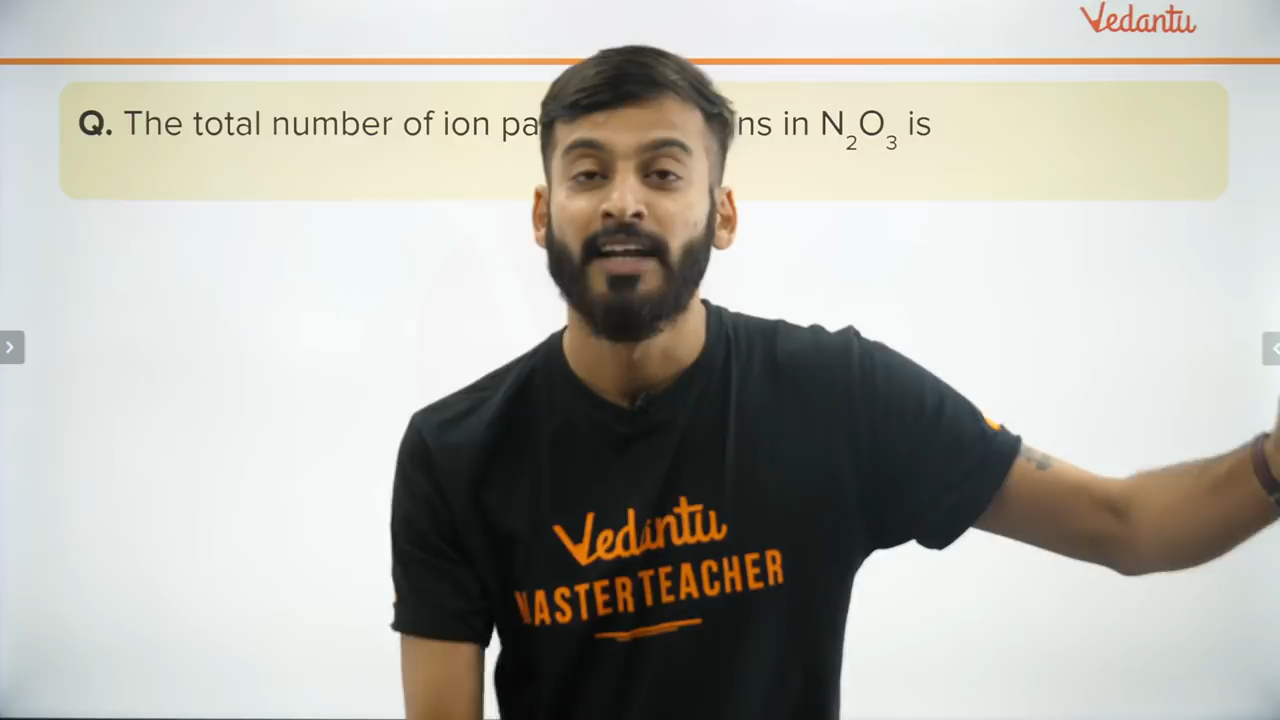 Vedantu
Q. The total number of ion pa ns in N₂O₃ is
Vedantu
MASTER TEACHER